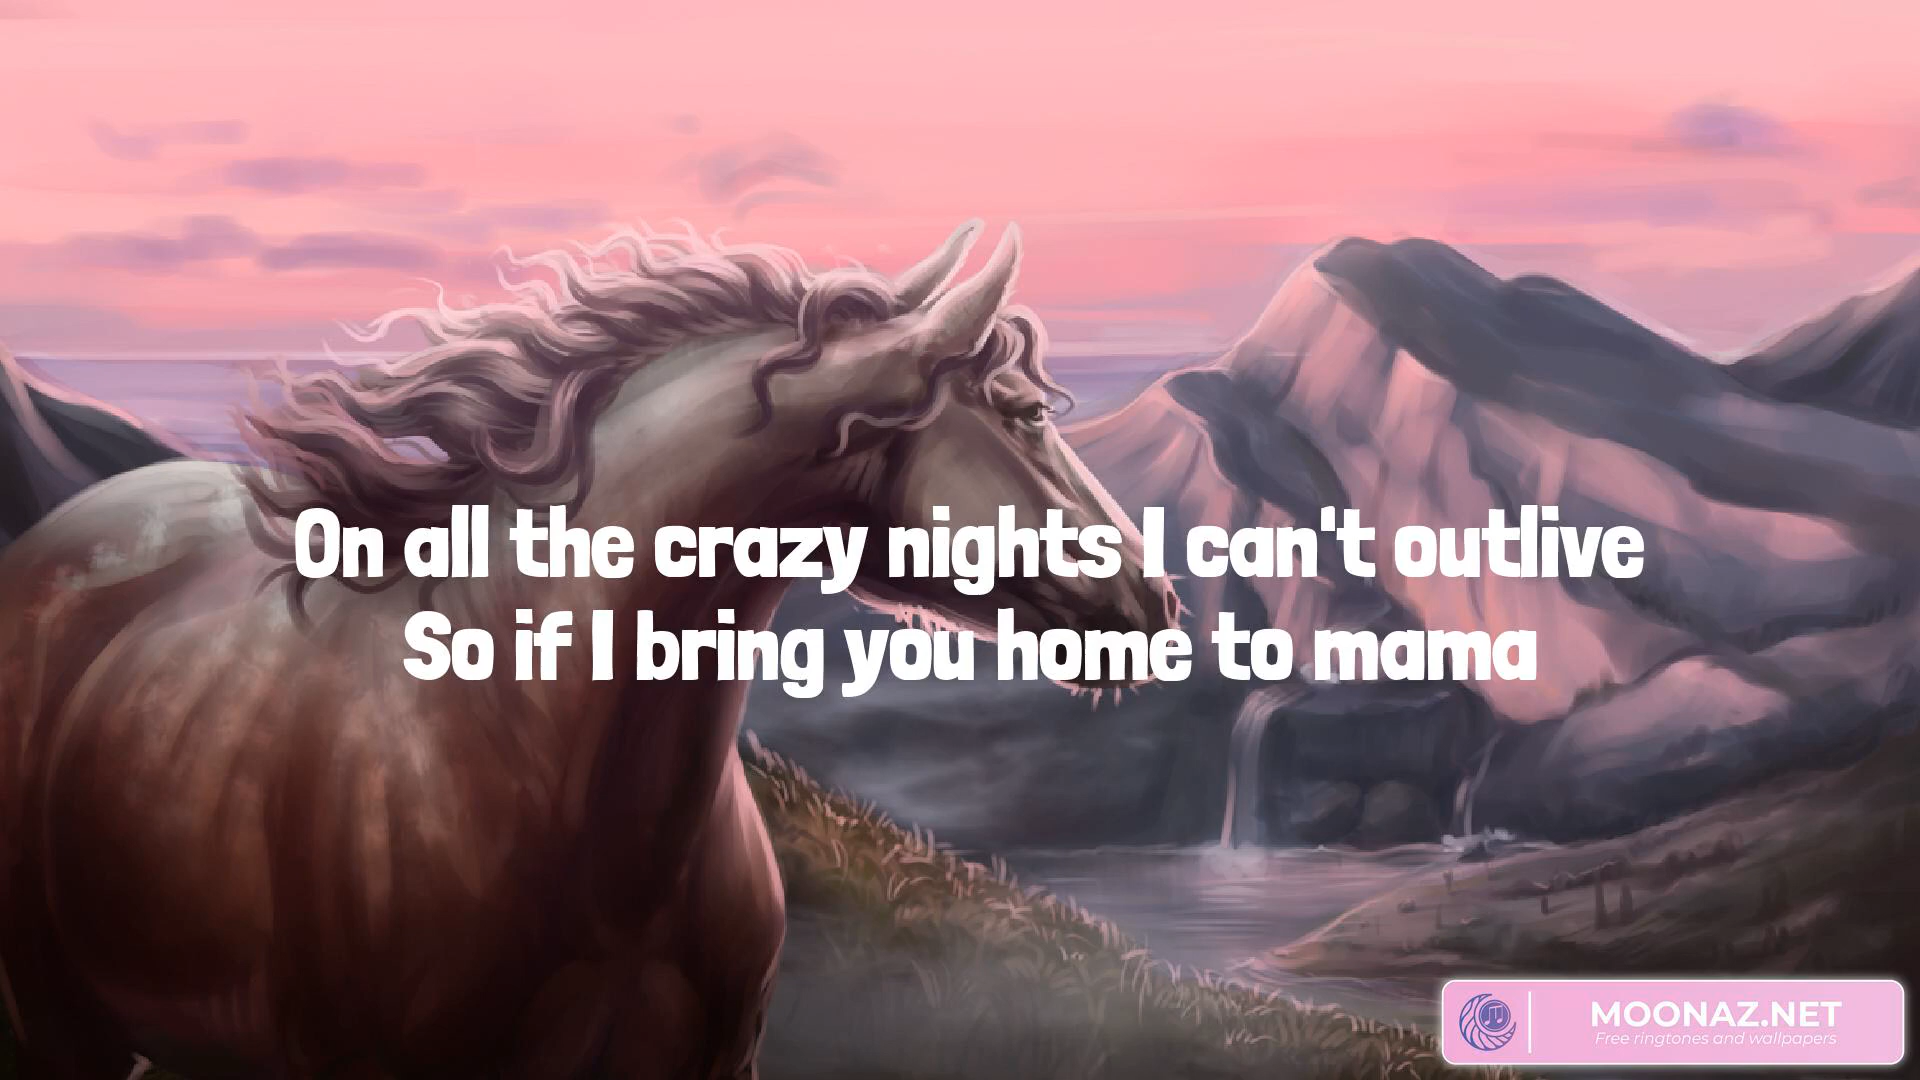 On all the crazy nights I can't outlive
So if I bring you home to mama
MOONAZ.NET
Free ringtones and wallpapers